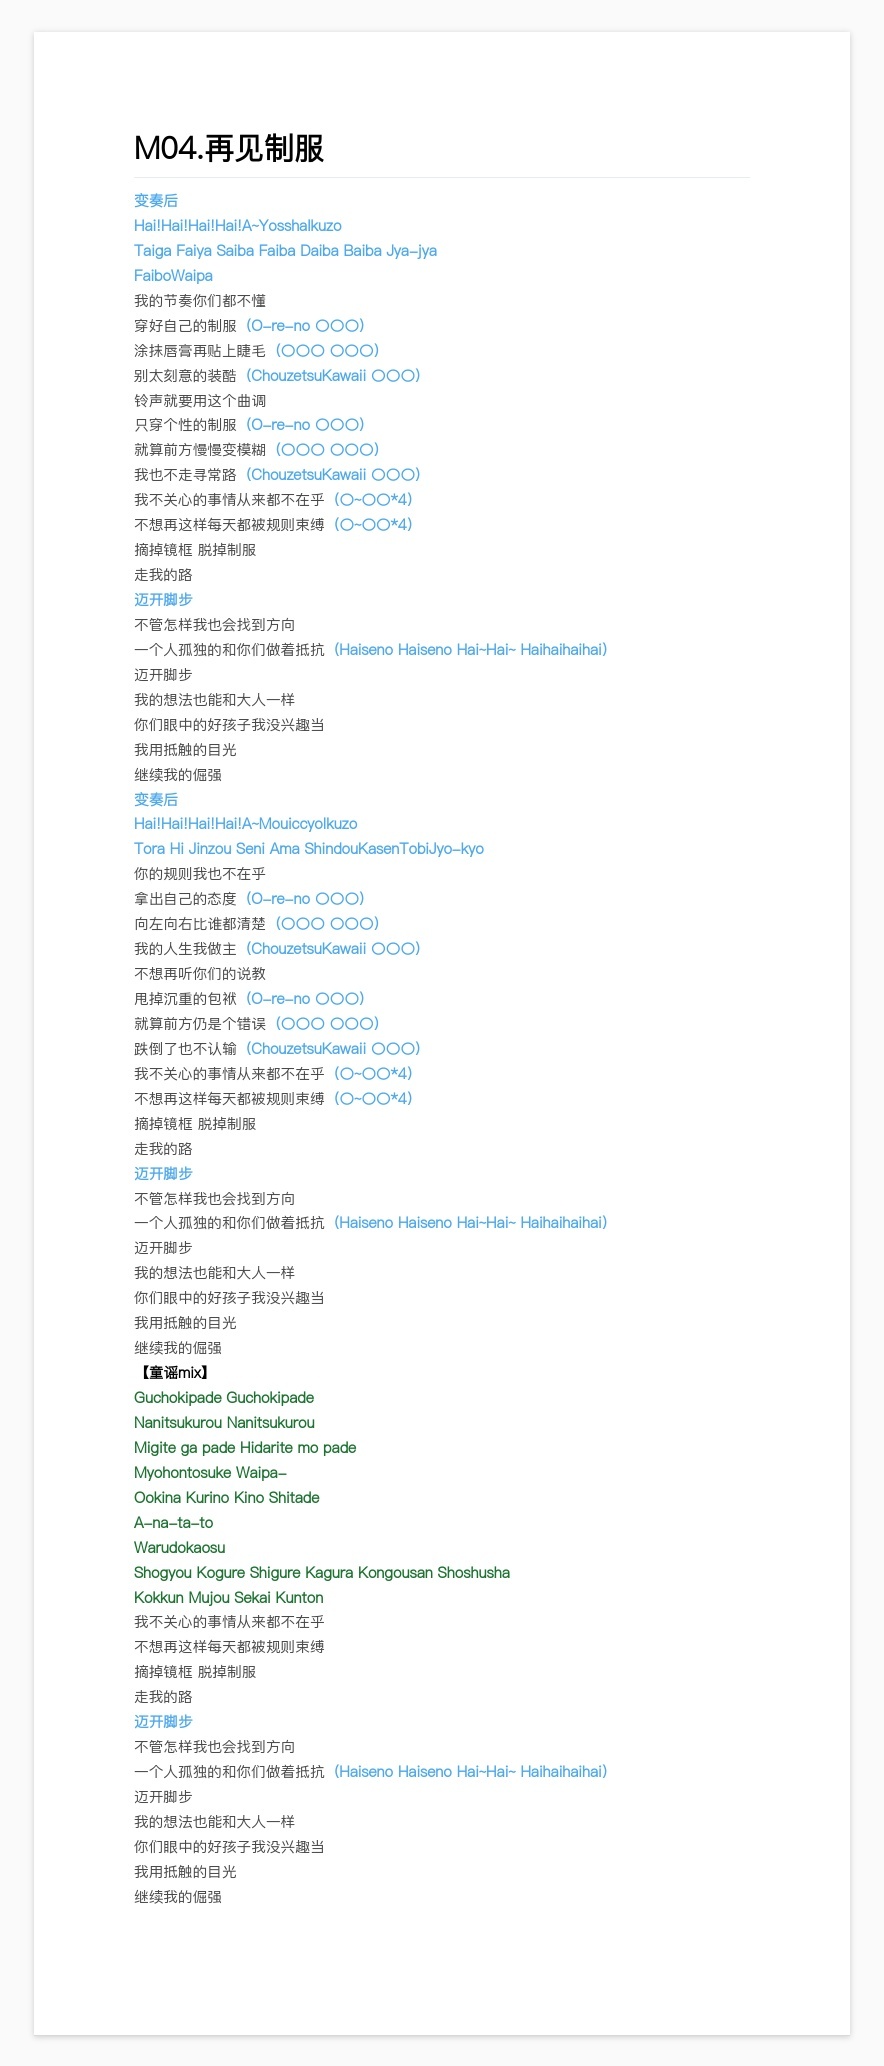 M04.再见制服
变奏后
Hai!Hai!Hai!Hai!A~YosshaIkuzo
Taiga Faiya Saiba Faiba Daiba Baiba Jya-jya
FaiboWaipa
我的节奏你们都不懂
穿好自己的制服（O-re-no 〇〇〇）
涂抹唇膏再贴上睫毛（〇〇〇 〇〇〇）
别太刻意的装酷（ChouzetsuKawaii 〇〇〇）
铃声就要用这个曲调
只穿个性的制服（O-re-no 〇〇〇）
就算前方慢慢变模糊（〇〇〇 〇〇〇）
我也不走寻常路（ChouzetsuKawaii 〇〇〇）
我不关心的事情从来都不在乎（〇~〇〇*4）
不想再这样每天都被规则束缚（〇~〇〇*4）
摘掉镜框 脱掉制服
走我的路
迈开脚步
不管怎样我也会找到方向
一个人孤独的和你们做着抵抗（Haiseno Haiseno Hai~Hai~ Haihaihaihai）
迈开脚步
我的想法也能和大人一样
你们眼中的好孩子我没兴趣当
我用抵触的目光
继续我的倔强
变奏后
Hai!Hai!Hai!Hai!A~MouiccyoIkuzo
Tora Hi Jinzou Seni Ama ShindouKasenTobiJyo-kyo
你的规则我也不在乎
拿出自己的态度（O-re-no 〇〇〇）
向左向右比谁都清楚（〇〇〇 〇〇〇）
我的人生我做主（ChouzetsuKawaii 〇〇〇）
不想再听你们的说教
甩掉沉重的包袱（O-re-no 〇〇〇）
就算前方仍是个错误（〇〇〇 〇〇〇）
跌倒了也不认输（ChouzetsuKawaii 〇〇〇）
我不关心的事情从来都不在乎（〇~〇〇*4）
不想再这样每天都被规则束缚（〇~〇〇*4）
摘掉镜框 脱掉制服
走我的路
迈开脚步
不管怎样我也会找到方向
一个人孤独的和你们做着抵抗（Haiseno Haiseno Hai~Hai~ Haihaihaihai）
迈开脚步
我的想法也能和大人一样
你们眼中的好孩子我没兴趣当
我用抵触的目光
继续我的倔强
【童谣mix】
Guchokipade Guchokipade
Nanitsukurou Nanitsukurou
Migite ga pade Hidarite mo pade
Myohontosuke Waipa-
Ookina Kurino Kino Shitade
A-na-ta-to
Warudokaosu
Shogyou Kogure Shigure Kagura Kongousan Shoshusha
Kokkun Mujou Sekai Kunton
我不关心的事情从来都不在乎
不想再这样每天都被规则束缚
摘掉镜框 脱掉制服
走我的路
迈开脚步
不管怎样我也会找到方向
一个人孤独的和你们做着抵抗（Haiseno Haiseno Hai~Hai~ Haihaihaihai）
迈开脚步
我的想法也能和大人一样
你们眼中的好孩子我没兴趣当
我用抵触的目光
继续我的倔强